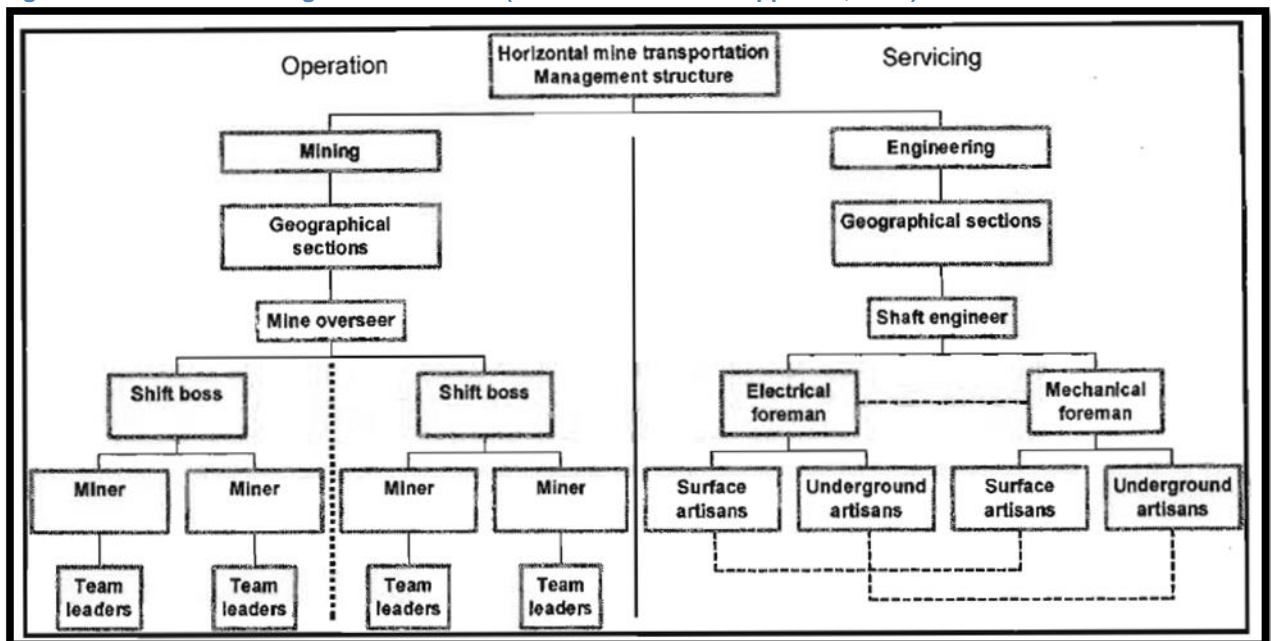 Operation
Horizontal mine transportation
Management structure
Servicing
Mining
Engineering
Geographical
sections
Geographical sections
Mine overseer
Shaft engineer
Shift boss
Shift boss
Electrical
foreman
Mechanical
foreman
Miner
Miner
Miner
Miner
Surface
artisans
Underground
artisans
Surface
artisans
Underground
artisans
Team
leaders
Team
leaders
Team
leaders
Team
leaders